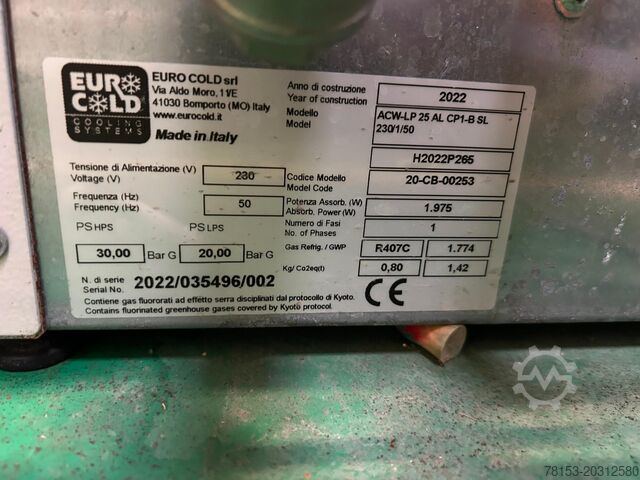 EURO COLD
COOLING
SYSTEMS
EURO COLD srl
Via Aldo Moro, 11/E
41030 Bomporto (MO) Italy
www.eurocold.it
Made in Italy
Anno di costruzione
Year of construction
2022
Modello
Model
ACW-LP 25 AL CP1-B SL
230/1/50
H2022P265
Tensione di Alimentazione (V)
Voltage (V)
230
Codice Modello
Model Code
20-CB-00253
Frequenza (Hz)
Frequency (Hz)
50
Potenza Assorb. (W)
Absorb. Power (W)
1.975
Numero di Fasi
No. of Phases
1
PS HPS
PS LPS
30,00 Bar G
20,00 Bar G
Gas Refrig. / GWP
R407C
1.774
Kg/ Co2eq(t)
0,80
1,42
N. di serie
Serial No.
2022/035496/002
CE
Contiene gas fluororati ad effetto serra disciplinati dal protocollo di Kyoto.
Contains fluorinated greenhouse gases covered by Kyoto protocol.
78153-20312580